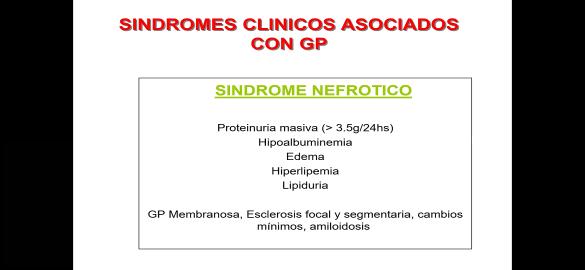 SINDROMES CLINICOS ASOCIADOS
CON GP
SINDROME NEFROTICO
Proteinuria masiva (> 3.5g/24hs)
Hipoalbuminemia
Edema
Hiperlipemia
Lipiduria
GP Membranosa, Esclerosis focal y segmentaria, cambios
mínimos, amiloidosis